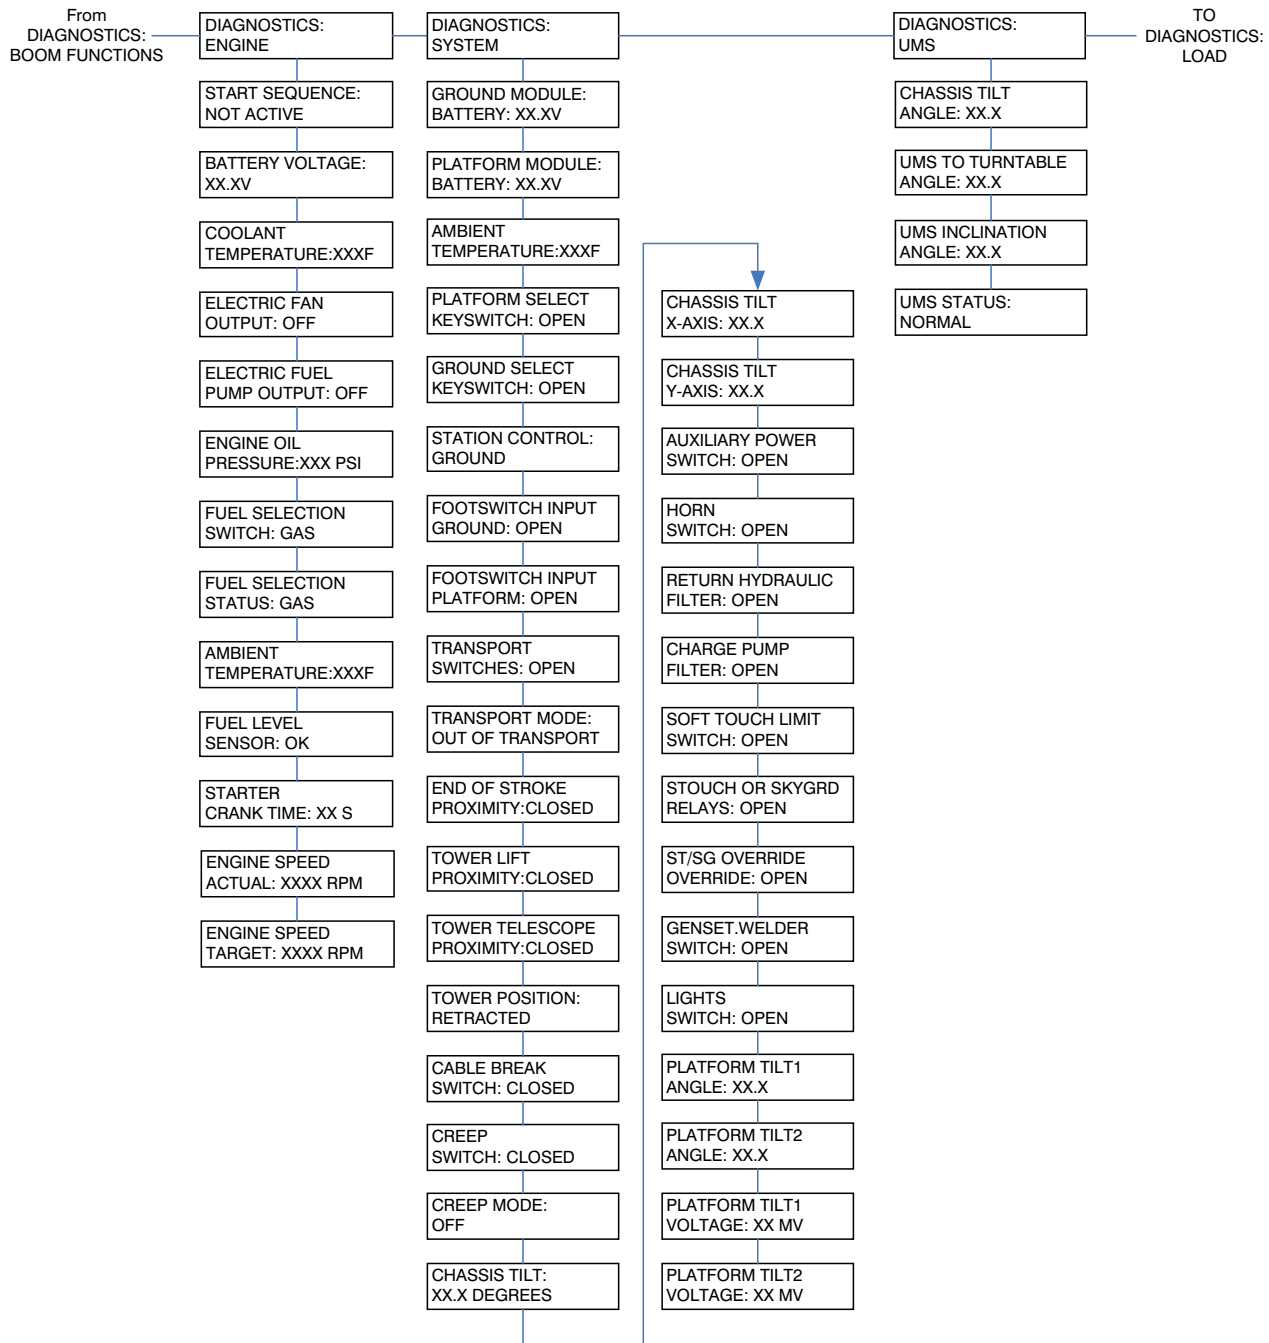 From
DIAGNOSTICS:
BOOM FUNCTIONS
DIAGNOSTICS:
ENGINE
START SEQUENCE:
NOT ACTIVE
BATTERY VOLTAGE:
XX.XV
COOLANT
TEMPERATURE:XXXF
ELECTRIC FAN
OUTPUT: OFF
ELECTRIC FUEL
PUMP OUTPUT: OFF
ENGINE OIL
PRESSURE:XXX PSI
FUEL SELECTION
SWITCH: GAS
FUEL SELECTION
STATUS: GAS
AMBIENT
TEMPERATURE:XXXF
FUEL LEVEL
SENSOR: OK
STARTER
CRANK TIME: XX S
ENGINE SPEED
ACTUAL: XXXX RPM
ENGINE SPEED
TARGET: XXXX RPM
DIAGNOSTICS:
SYSTEM
GROUND MODULE:
BATTERY: XX.XV
PLATFORM MODULE:
BATTERY: XX.XV
AMBIENT
TEMPERATURE:XXXF
PLATFORM SELECT
KEYSWITCH: OPEN
GROUND SELECT
KEYSWITCH: OPEN
STATION CONTROL:
GROUND
FOOTSWITCH INPUT
GROUND: OPEN
FOOTSWITCH INPUT
PLATFORM: OPEN
TRANSPORT
SWITCHES: OPEN
TRANSPORT MODE:
OUT OF TRANSPORT
END OF STROKE
PROXIMITY:CLOSED
TOWER LIFT
PROXIMITY:CLOSED
TOWER TELESCOPE
PROXIMITY:CLOSED
TOWER POSITION:
RETRACTED
CABLE BREAK
SWITCH: CLOSED
CREEP
SWITCH: CLOSED
CREEP MODE:
OFF
CHASSIS TILT:
XX.X DEGREES
CHASSIS TILT
X-AXIS: XX.X
CHASSIS TILT
Y-AXIS: XX.X
AUXILIARY POWER
SWITCH: OPEN
HORN
SWITCH: OPEN
RETURN HYDRAULIC
FILTER: OPEN
CHARGE PUMP
FILTER: OPEN
SOFT TOUCH LIMIT
SWITCH: OPEN
STOUCH OR SKYGRD
RELAYS: OPEN
ST/SG OVERRIDE
OVERRIDE: OPEN
GENSET.WELDER
SWITCH: OPEN
LIGHTS
SWITCH: OPEN
PLATFORM TILT1
ANGLE: XX.X
PLATFORM TILT2
ANGLE: XX.X
PLATFORM TILT1
VOLTAGE: XX MV
PLATFORM TILT2
VOLTAGE: XX MV
DIAGNOSTICS:
UMS
CHASSIS TILT
ANGLE: XX.X
UMS TO TURNTABLE
ANGLE: XX.X
UMS INCLINATION
ANGLE: XX.X
UMS STATUS:
NORMAL
TO
DIAGNOSTICS:
LOAD